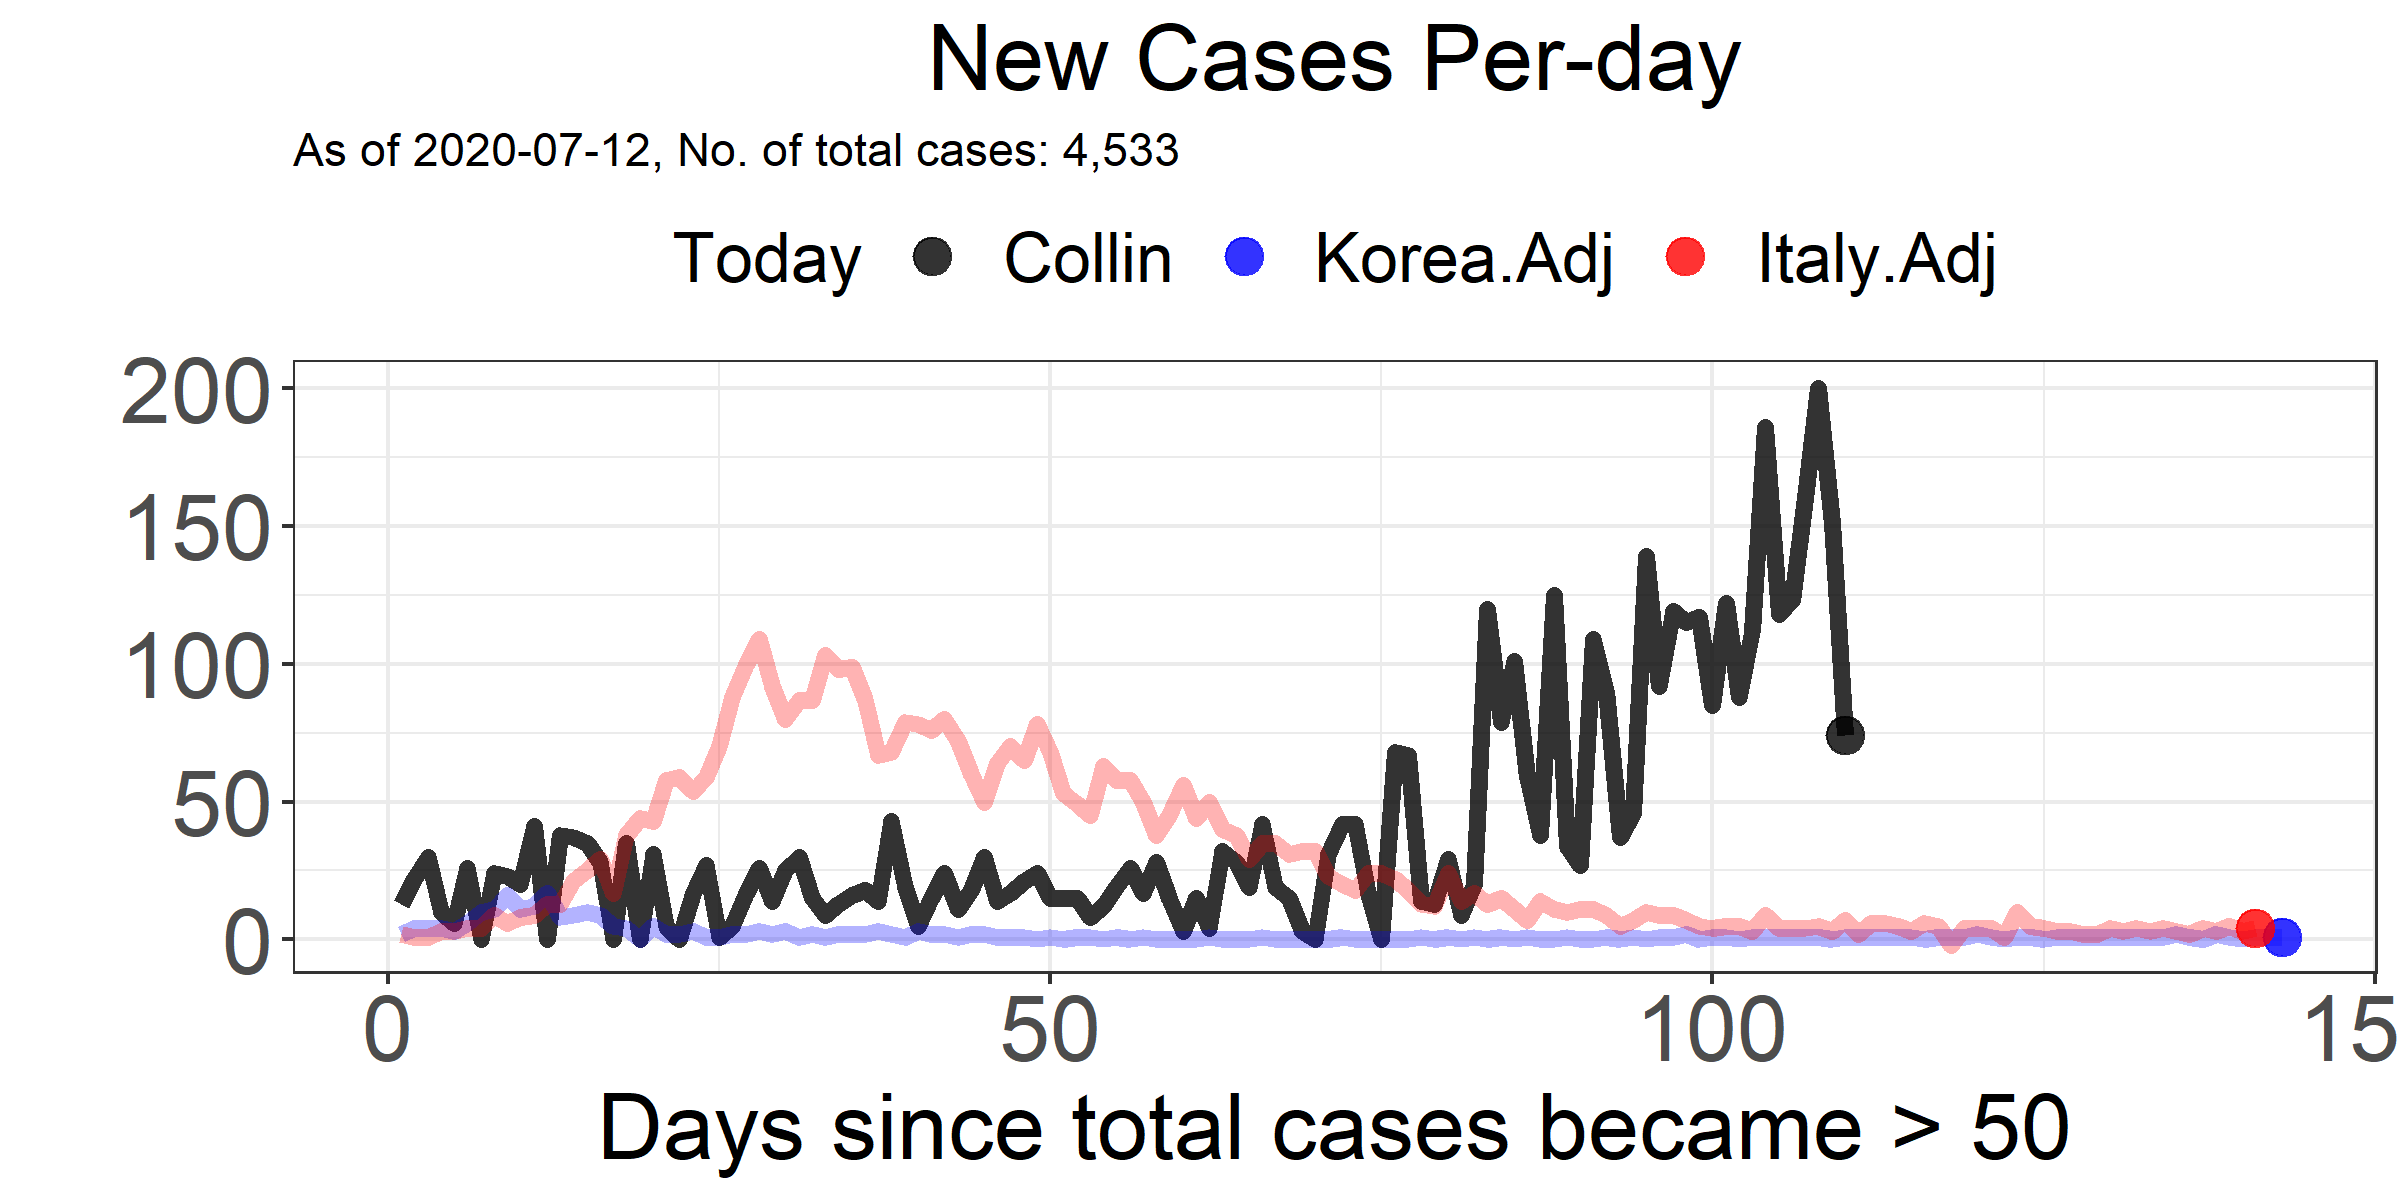 New Cases Per-day
As of 2020-07-12, No. of total cases: 4,533
Today Collin Korea.Adj Italy.Adj
200
150
100
50
0
0 50 100 15
Days since total cases became > 50